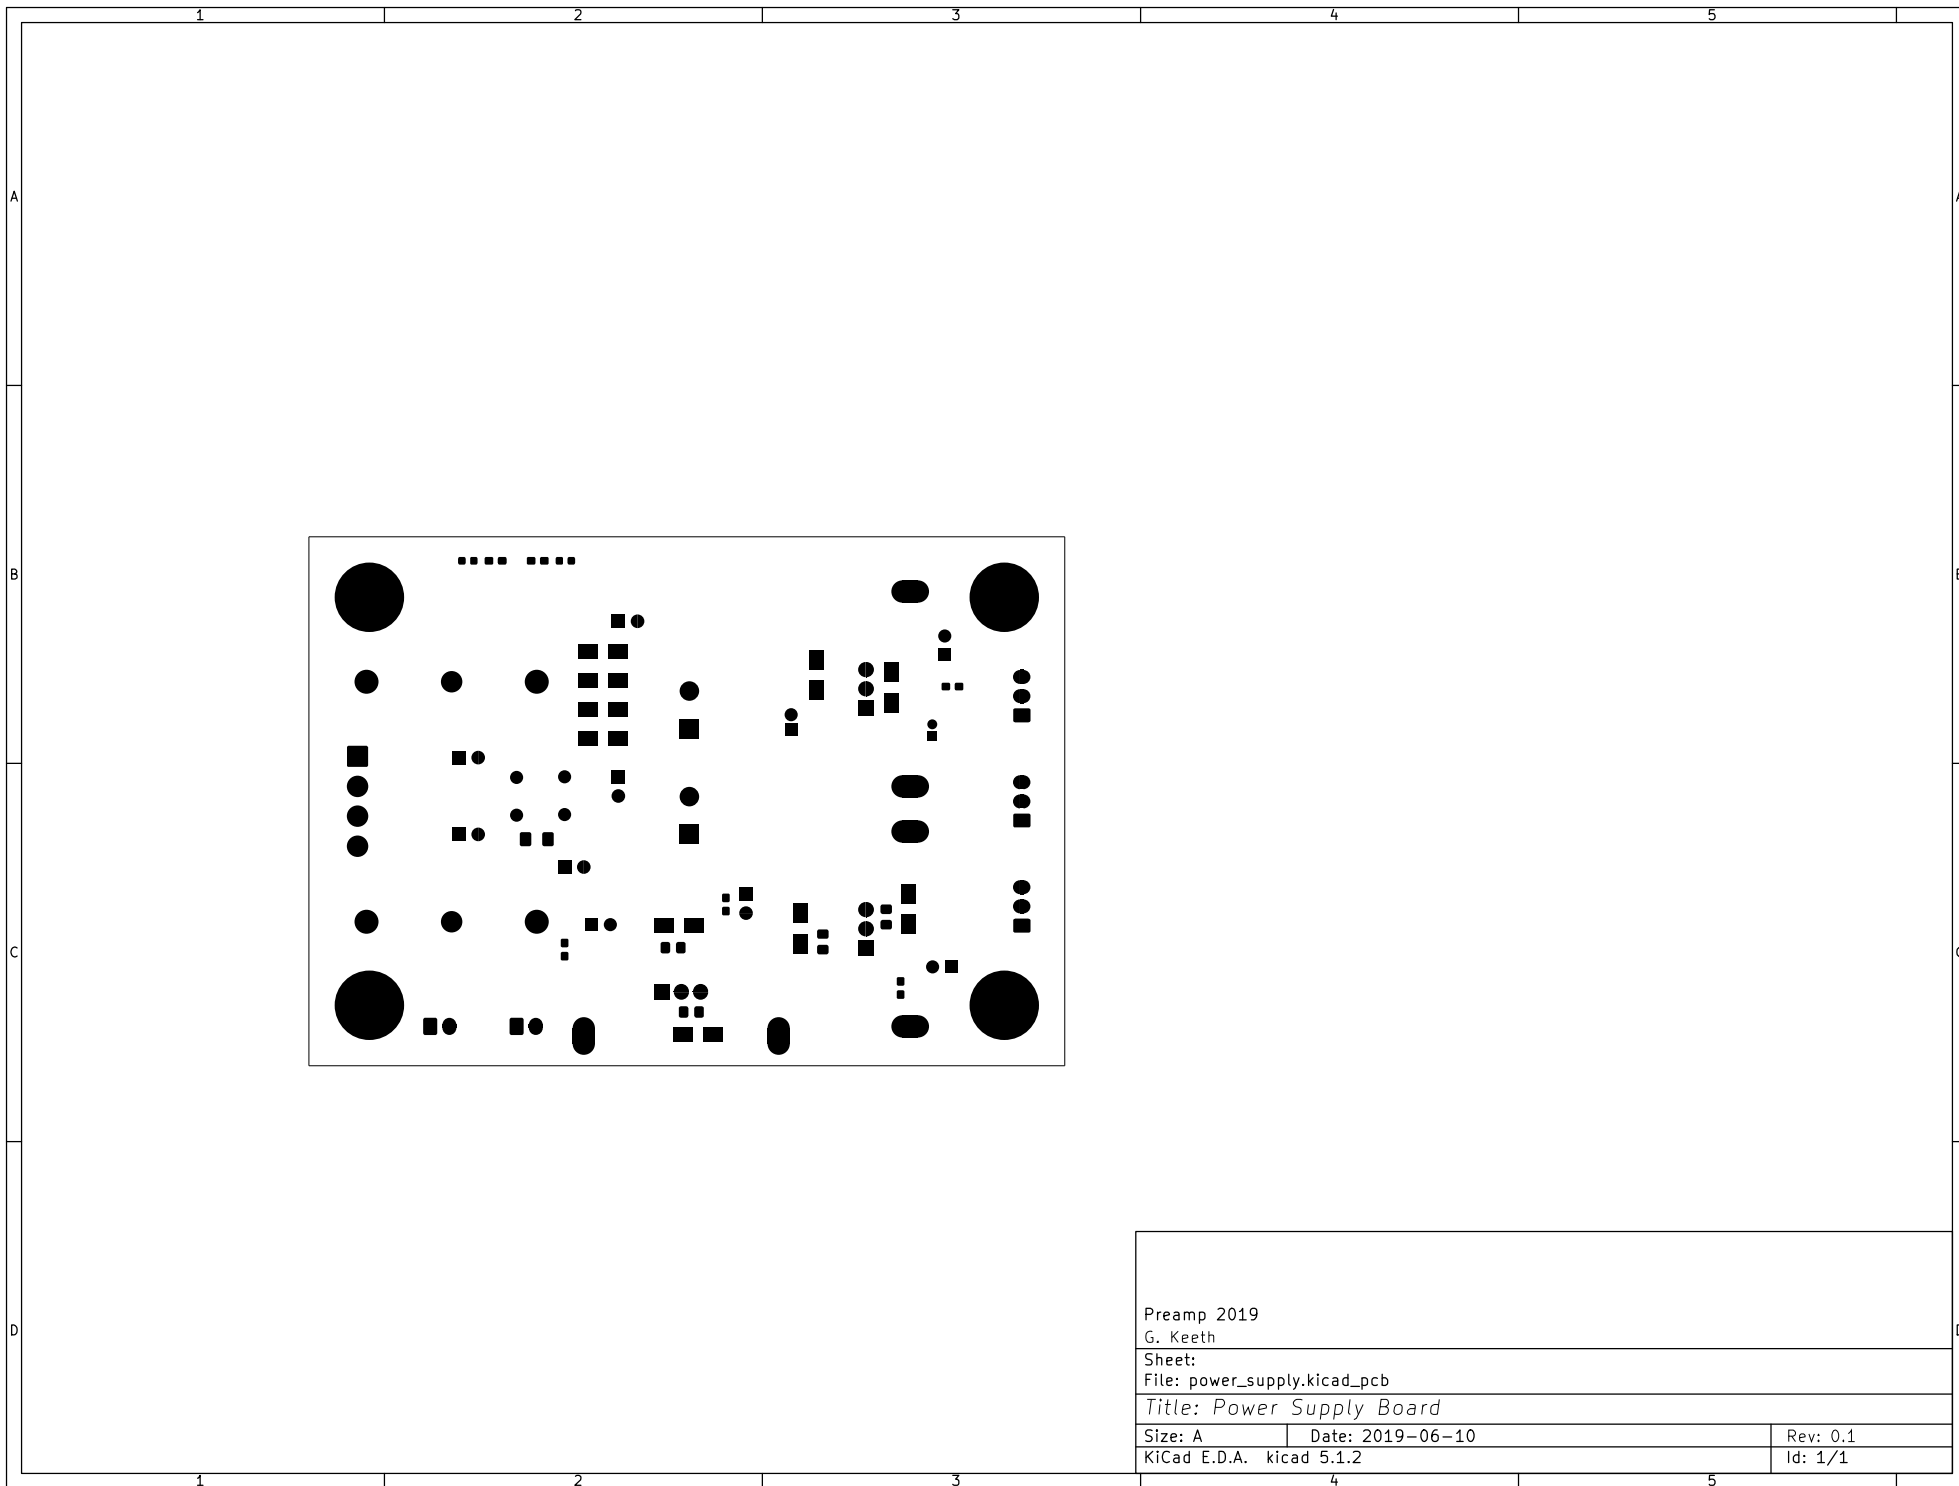 1 2 3 4 5
A A
B B
C C
D D
Preamp 2019
G. Keeth
Sheet:
File: power_supply.kicad_pcb
Title: Power Supply Board
Size: A Date: 2019-06-10 Rev: 0.1
KiCad E.D.A. kicad 5.1.2 Id: 1/1
1 2 3 4 5